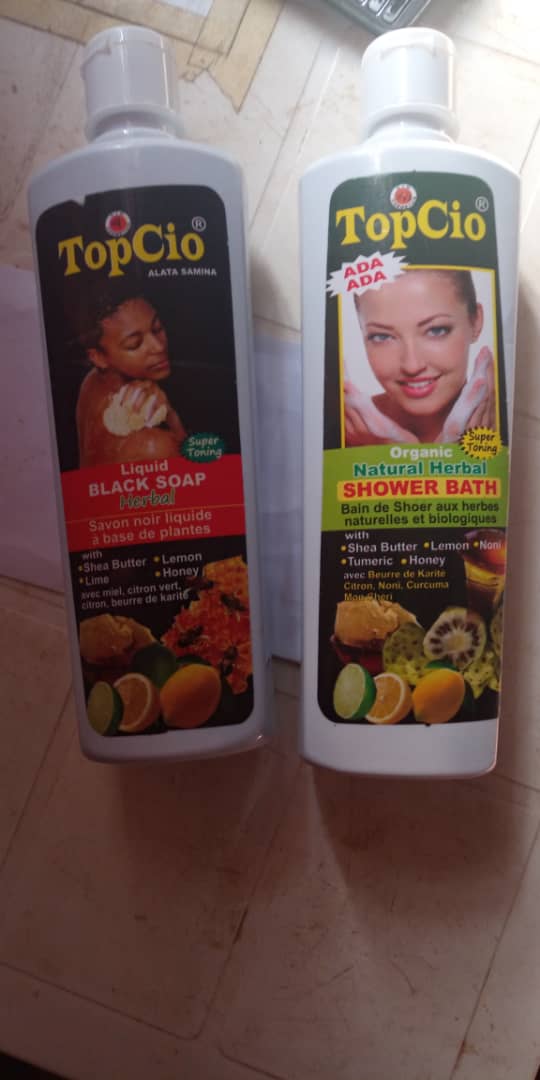 TopCio®
ALATA SAMINA
Super
Toning
Liquid
BLACK SOAP
Herbal
Savon noir liquide
à base de plantes
with
•Shea Butter •Lemon
•Lime •Honey
avec miel, citron vert,
citron, beurre de karité
TopCio®
ADA
ADA
Super
Toning
Organic
Natural Herbal
SHOWER BATH
Bain de Shoer aux herbes
naturelles et biologiques
with
•Shea Butter •Lemon •Noni
•Tumeric •Honey
avec Beurre de Karite
Citron, Noni, Curcuma